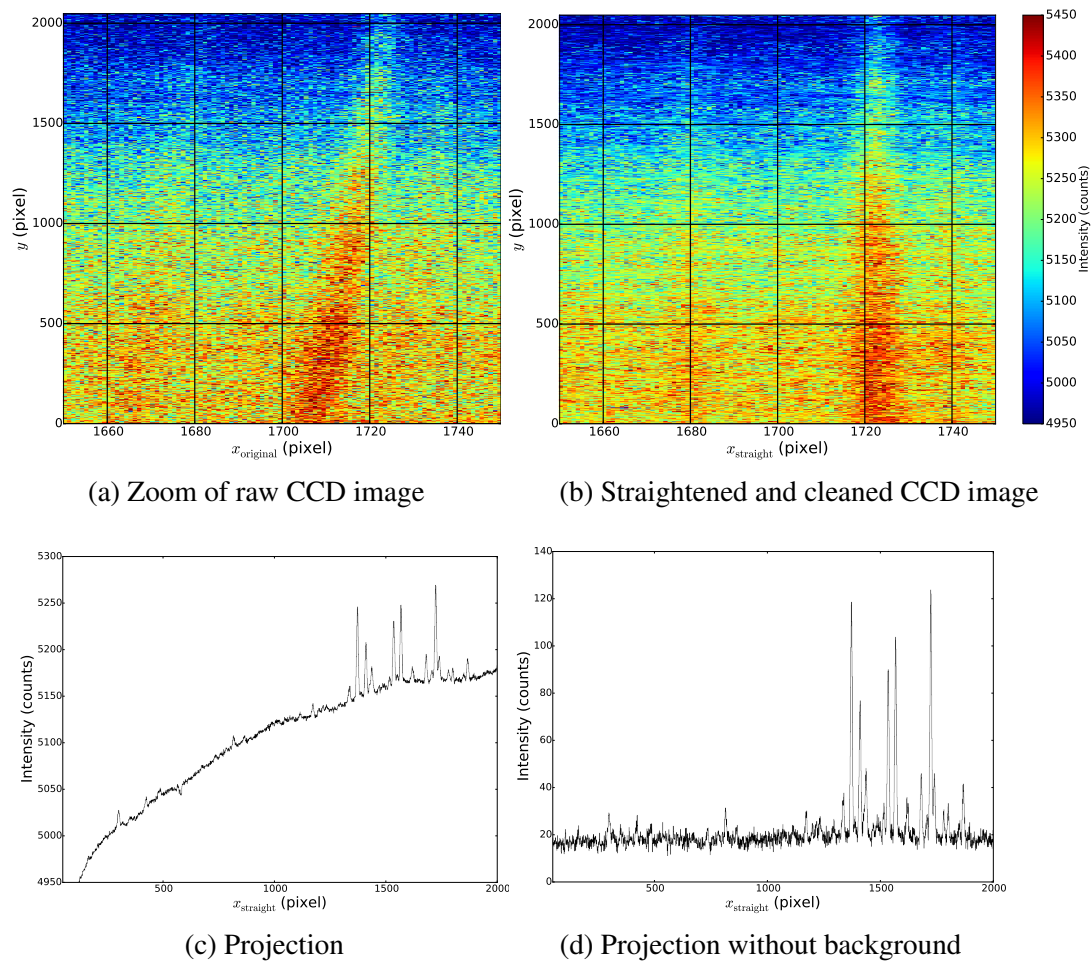 2000
1500
1000
500
0
y (pixel)
1660 1680 1700 1720 1740
x_original (pixel)
2000
1500
1000
500
0
y (pixel)
1660 1680 1700 1720 1740
x_straight (pixel)
5450
5400
5350
5300
5250
5200
5150
5100
5050
5000
4950
Intensity (counts)
(a) Zoom of raw CCD image
(b) Straightened and cleaned CCD image
5300
5250
5200
5150
5100
5050
5000
4950
Intensity (counts)
500 1000 1500 2000
x_straight (pixel)
140
120
100
80
60
40
20
0
Intensity (counts)
500 1000 1500 2000
x_straight (pixel)
(c) Projection
(d) Projection without background